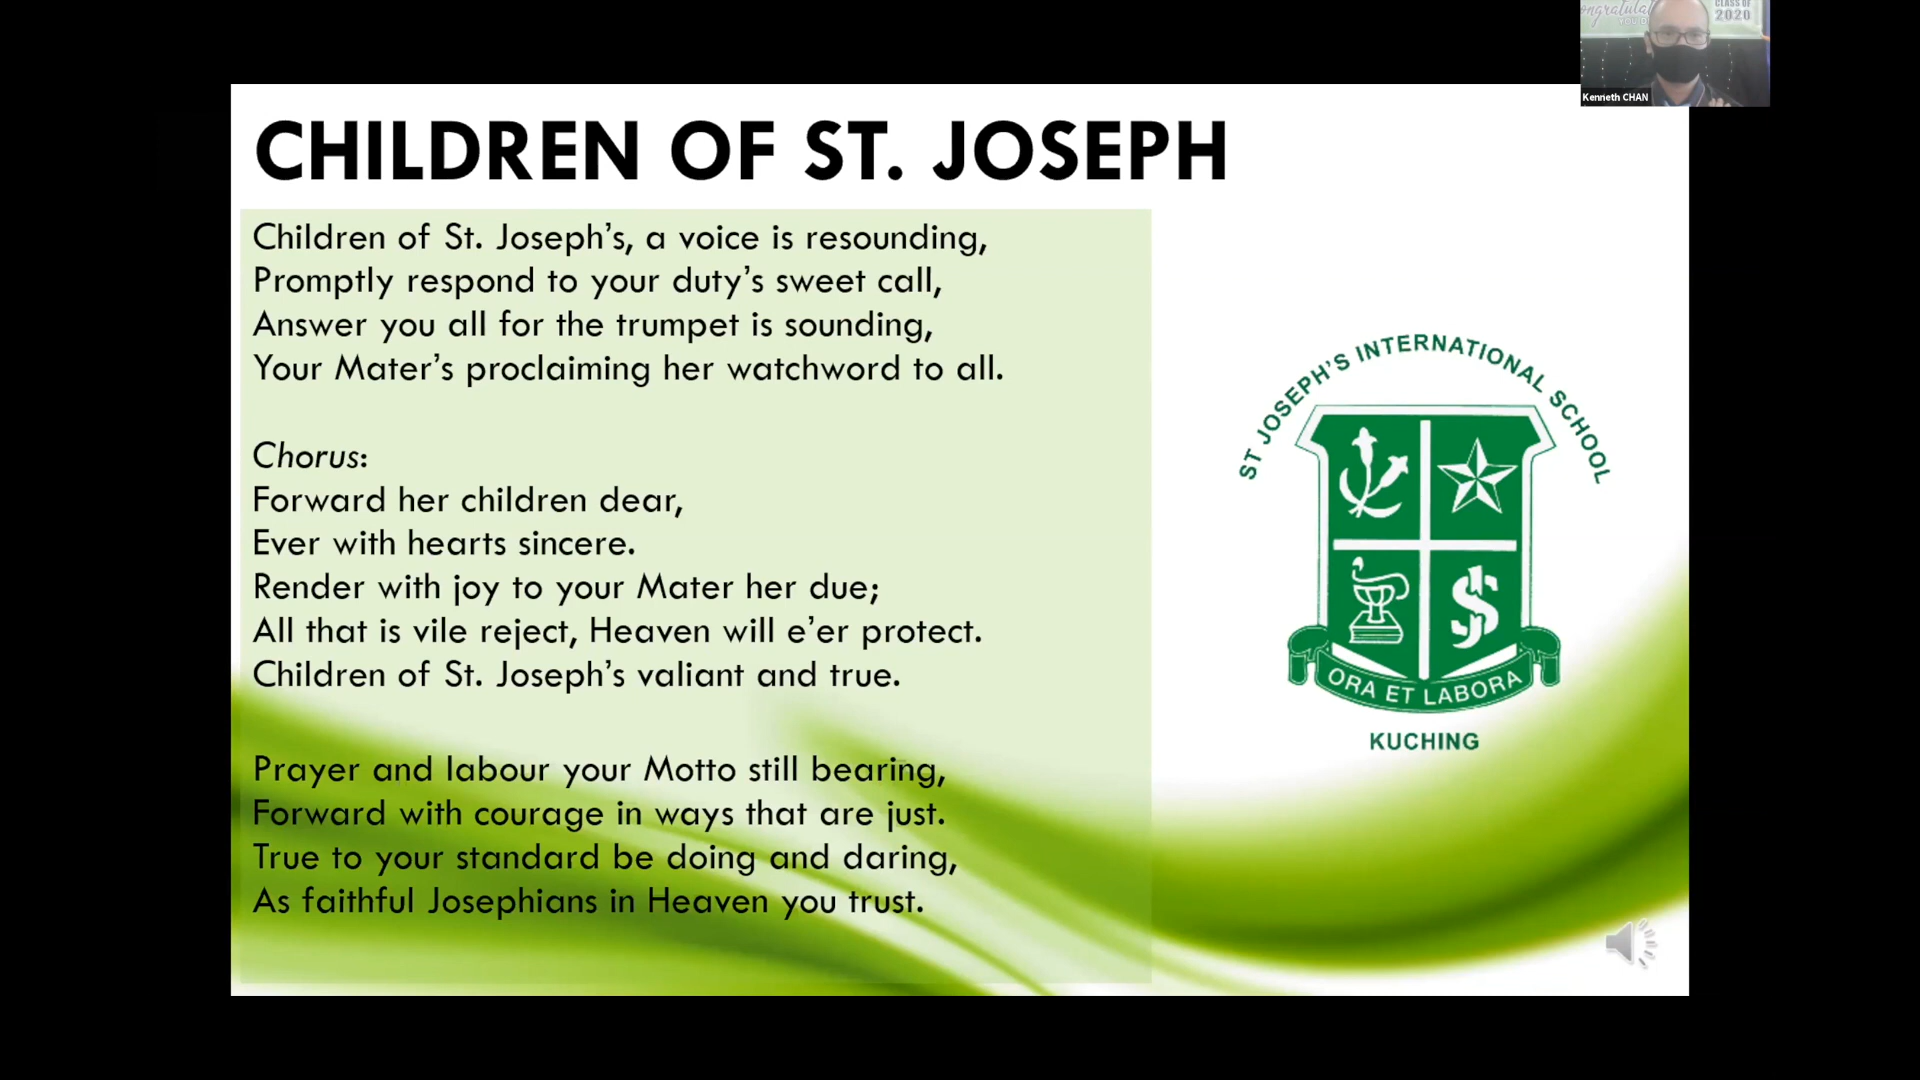 ongratula
YOU D
CLASS OF
2020
Kenneth CHAN
CHILDREN OF ST. JOSEPH
Children of St. Joseph’s, a voice is resounding,
Promptly respond to your duty’s sweet call,
Answer you all for the trumpet is sounding,
Your Mater’s proclaiming her watchword to all.
Chorus:
Forward her children dear,
Ever with hearts sincere.
Render with joy to your Mater her due;
All that is vile reject, Heaven will e’er protect.
Children of St. Joseph’s valiant and true.
Prayer and labour your Motto still bearing,
Forward with courage in ways that are just.
True to your standard be doing and daring,
As faithful Josephians in Heaven you trust.
ST JOSEPH’S INTERNATIONAL SCHOOL
ORA ET LABORA
KUCHING